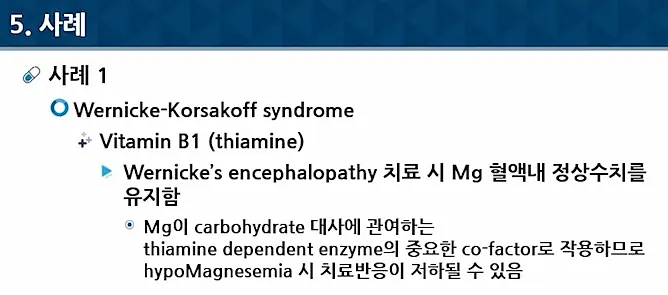 5. 사례
사례 1
Wernicke-Korsakoff syndrome
Vitamin B1 (thiamine)
Wernicke's encephalopathy 치료 시 Mg 혈액내 정상수치를
유지함
Mg이 carbohydrate 대사에 관여하는
thiamine dependent enzyme의 중요한 co-factor로 작용하므로
hypoMagnesemia 시 치료반응이 저하될 수 있음